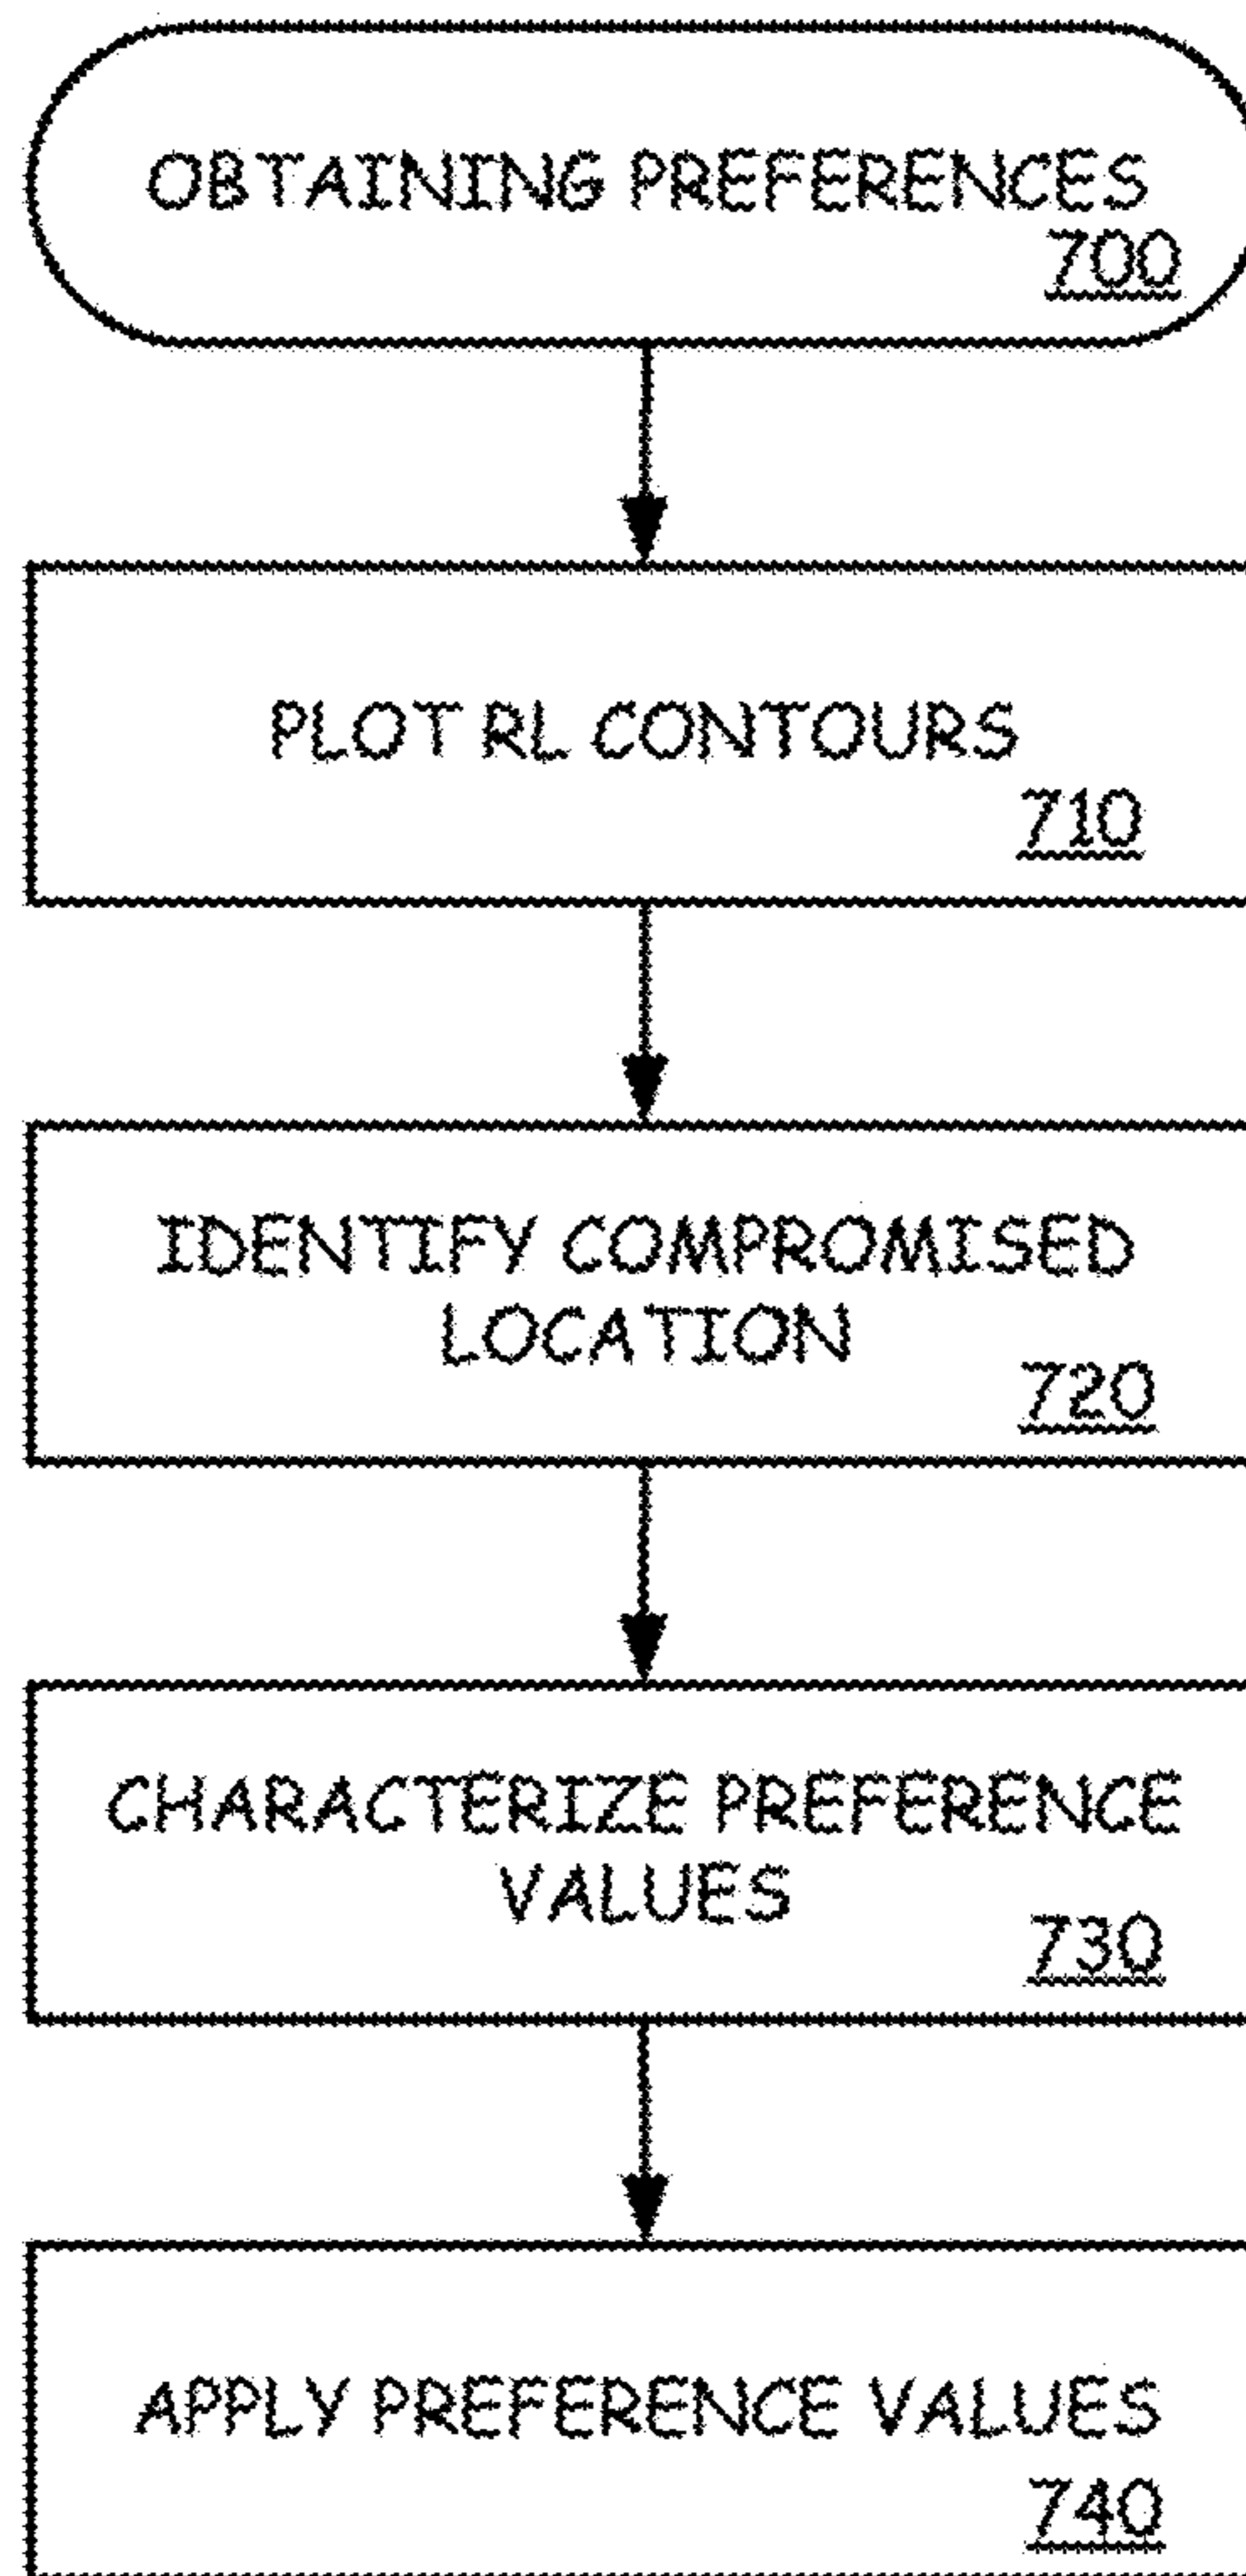 OBTAINING PREFERENCES
700
PLOT RL CONTOURS
710
IDENTIFY COMPROMISED
LOCATION
720
CHARACTERIZE PREFERENCE
VALUES
730
APPLY PREFERENCE VALUES
740